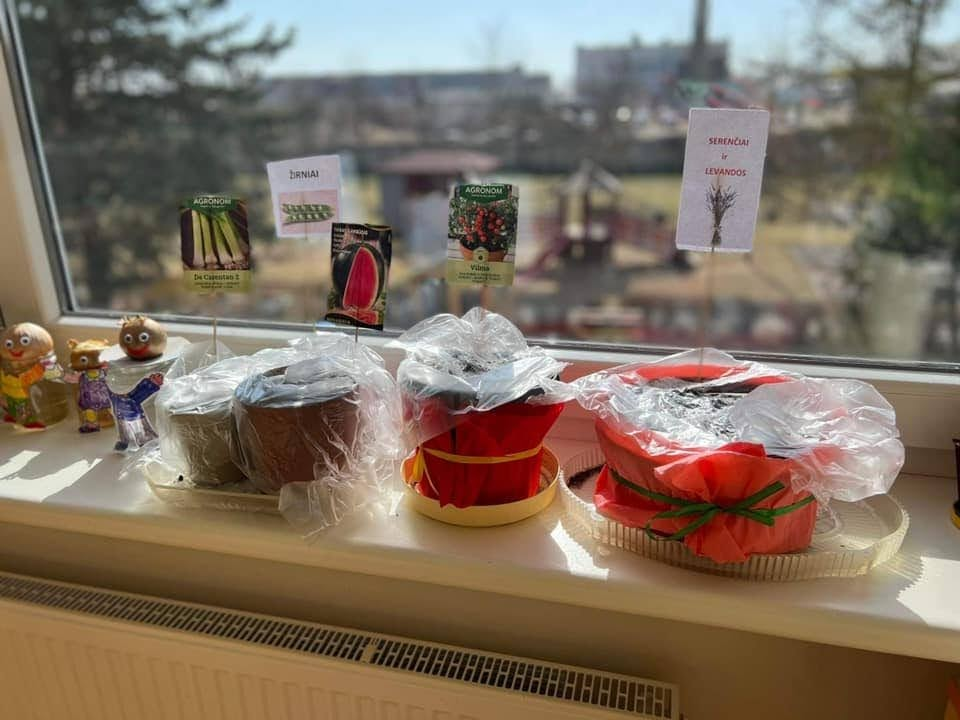 AGRONOM
De Carentan 2
ŽIRNIAI
AGRONOM
Vilma
SERENČIAI
ir
LEVANDOS